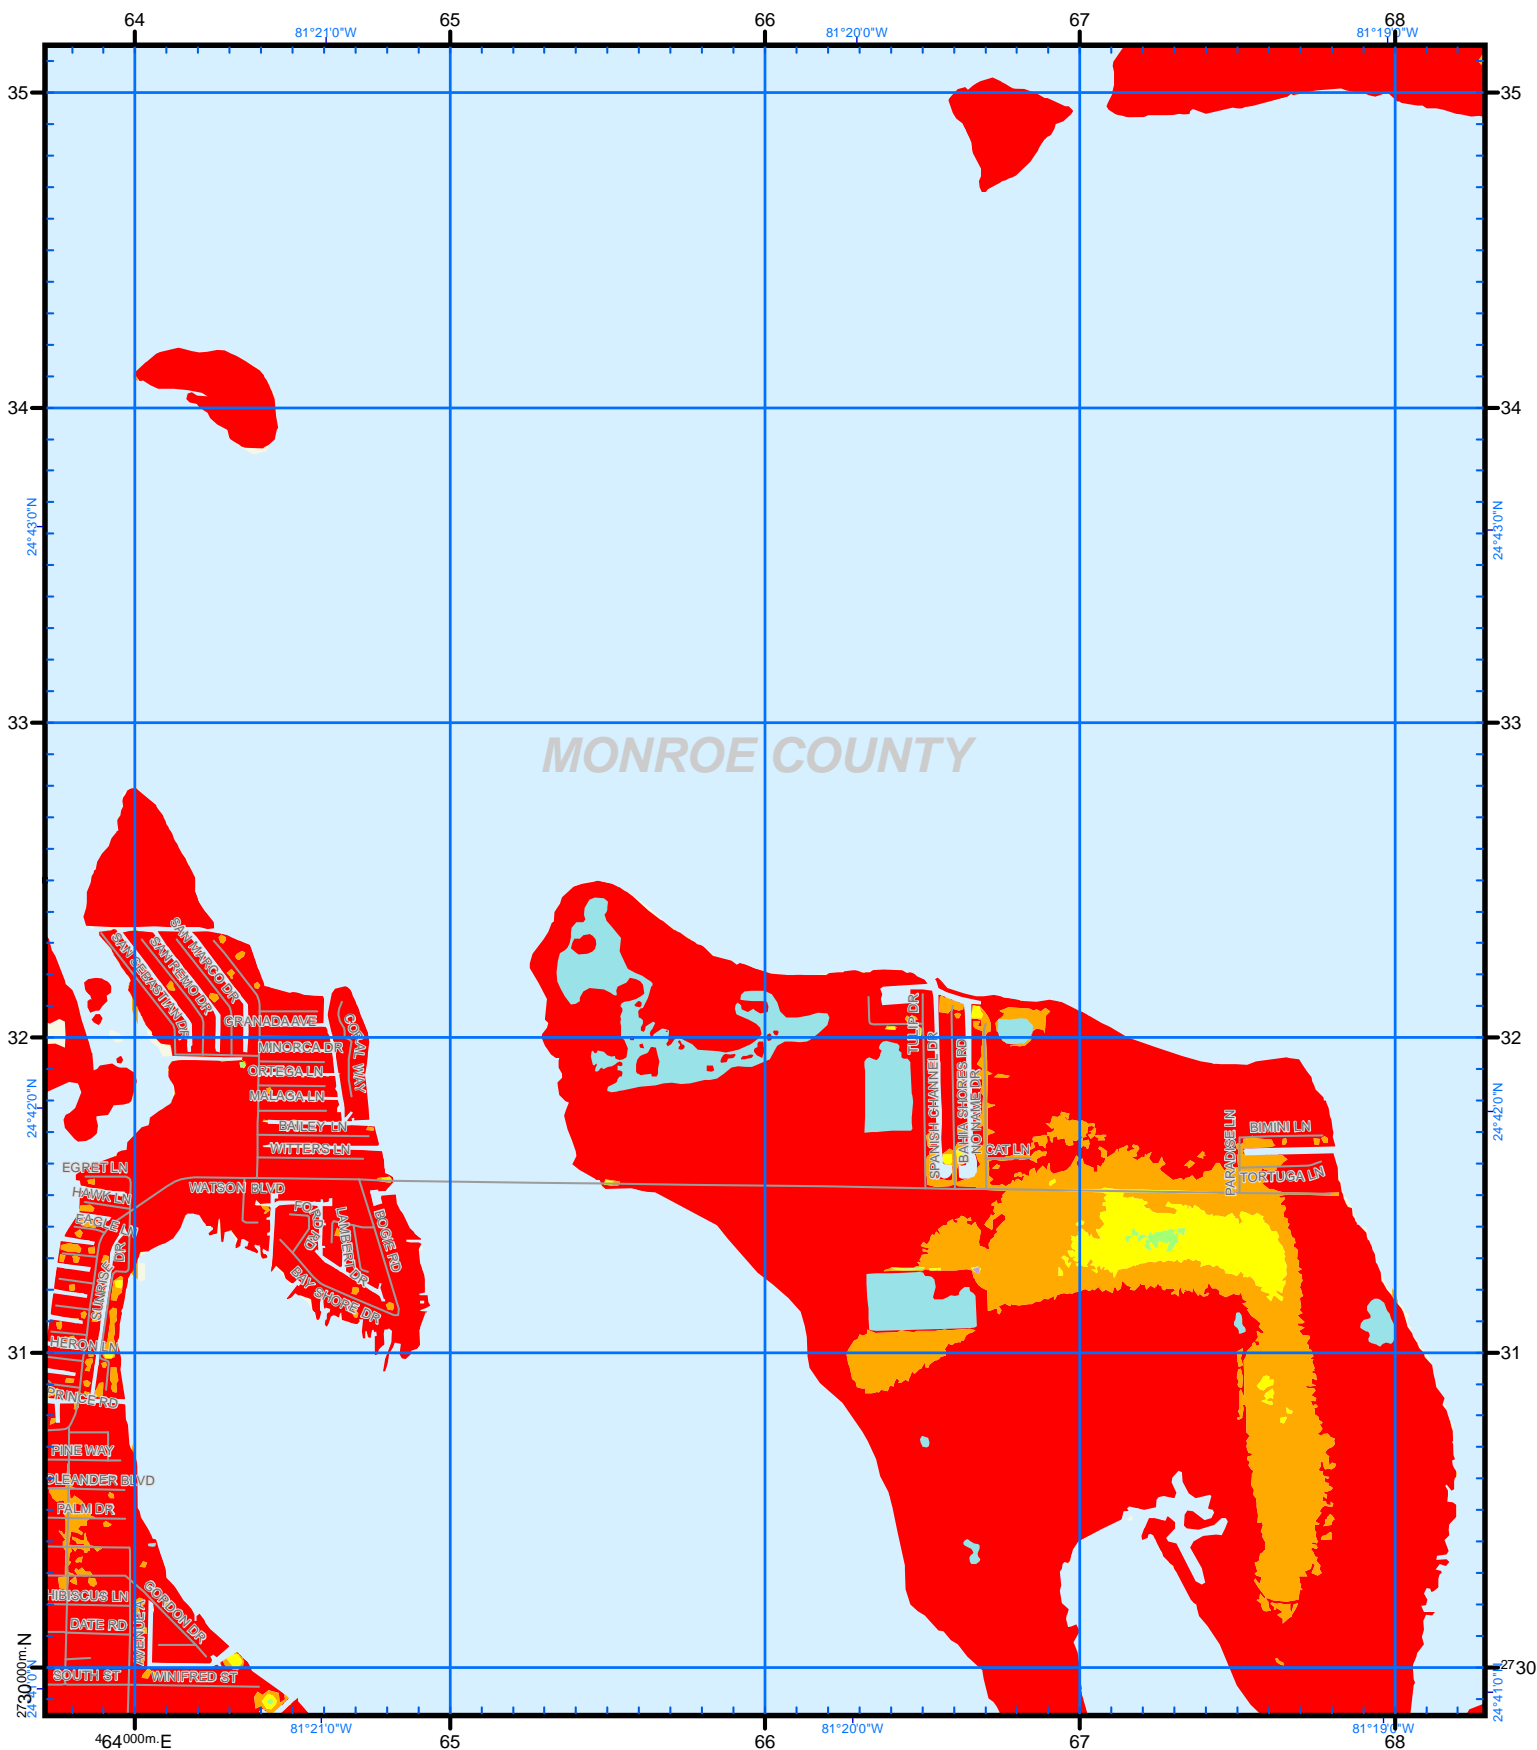 64 65 66 67 68
81°21'0"W 81°20'0"W 81°19'0"W
35 35
34 34
24°43'0"N 24°43'0"N
33 33
MONROE COUNTY
SAN MARCO DR
SAN REMO DR
SAN SEBASTIAN DR
GRANADA AVE
CORAL WAY
TULIP DR
32 32
MINORCA DR
ORTEGA LN
MALAGA LN
SPANISH CHANNEL DR
BAHIA SHORES RD
NO NAME DR
24°42'0"N 24°42'0"N
BAILEY LN
BIMINI LN
WITTERS LN
CAT LN
PARADISE LN
EGRET LN
TORTUGA LN
WATSON BLVD
HAWK LN
EAGLE LN
FORD RD
LAMBERT DR
BOGIE RD
SUNRISE DR
BAY SHORE DR
HERON LN
31 31
PRINCE RD
PINE WAY
OLEANDER BLVD
PALM DR
HIBISCUS LN
GORDON DR
DATE RD
AVENUE A
SOUTH ST
WINIFRED ST
2730000m. N 2730
24°41'0"N 24°41'0"N
81°21'0"W 81°20'0"W 81°19'0"W
464000m. E 65 66 67 68